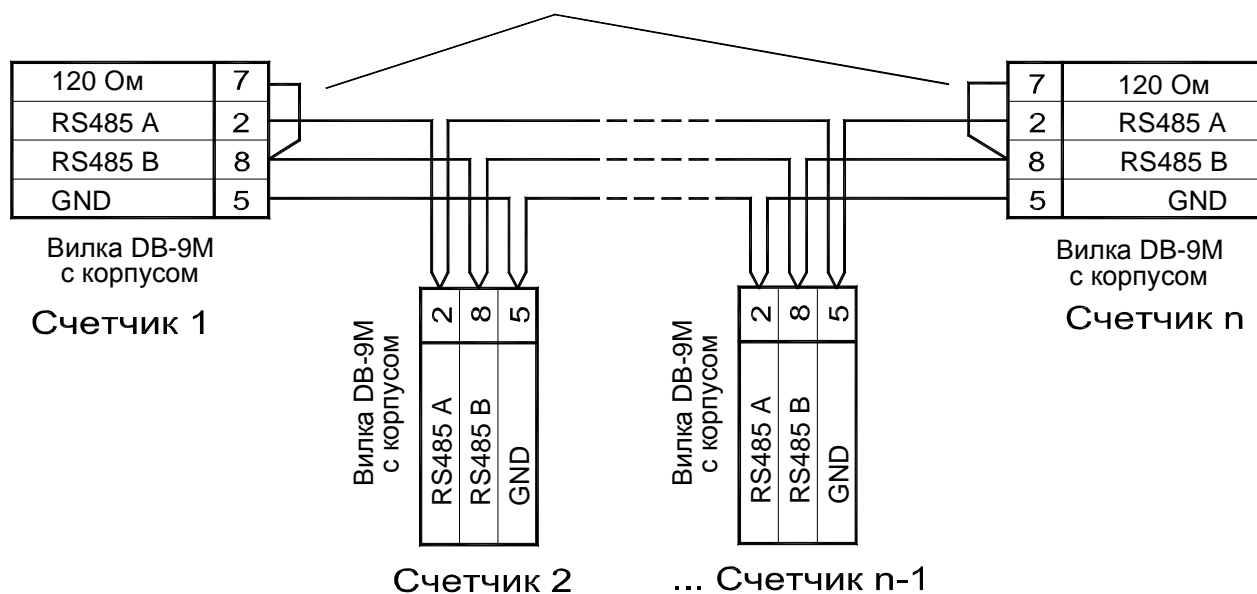 120 Ом 7
RS485 A 2
RS485 B 8
GND 5
Вилка DB-9M
с корпусом
Счетчик 1
7 120 Ом
2 RS485 A
8 RS485 B
5 GND
Вилка DB-9M
с корпусом
Счетчик n
Вилка DB-9M
с корпусом
2 8 5
RS485 A
RS485 B
GND
Счетчик 2
Вилка DB-9M
с корпусом
2 8 5
RS485 A
RS485 B
GND
... Счетчик n-1